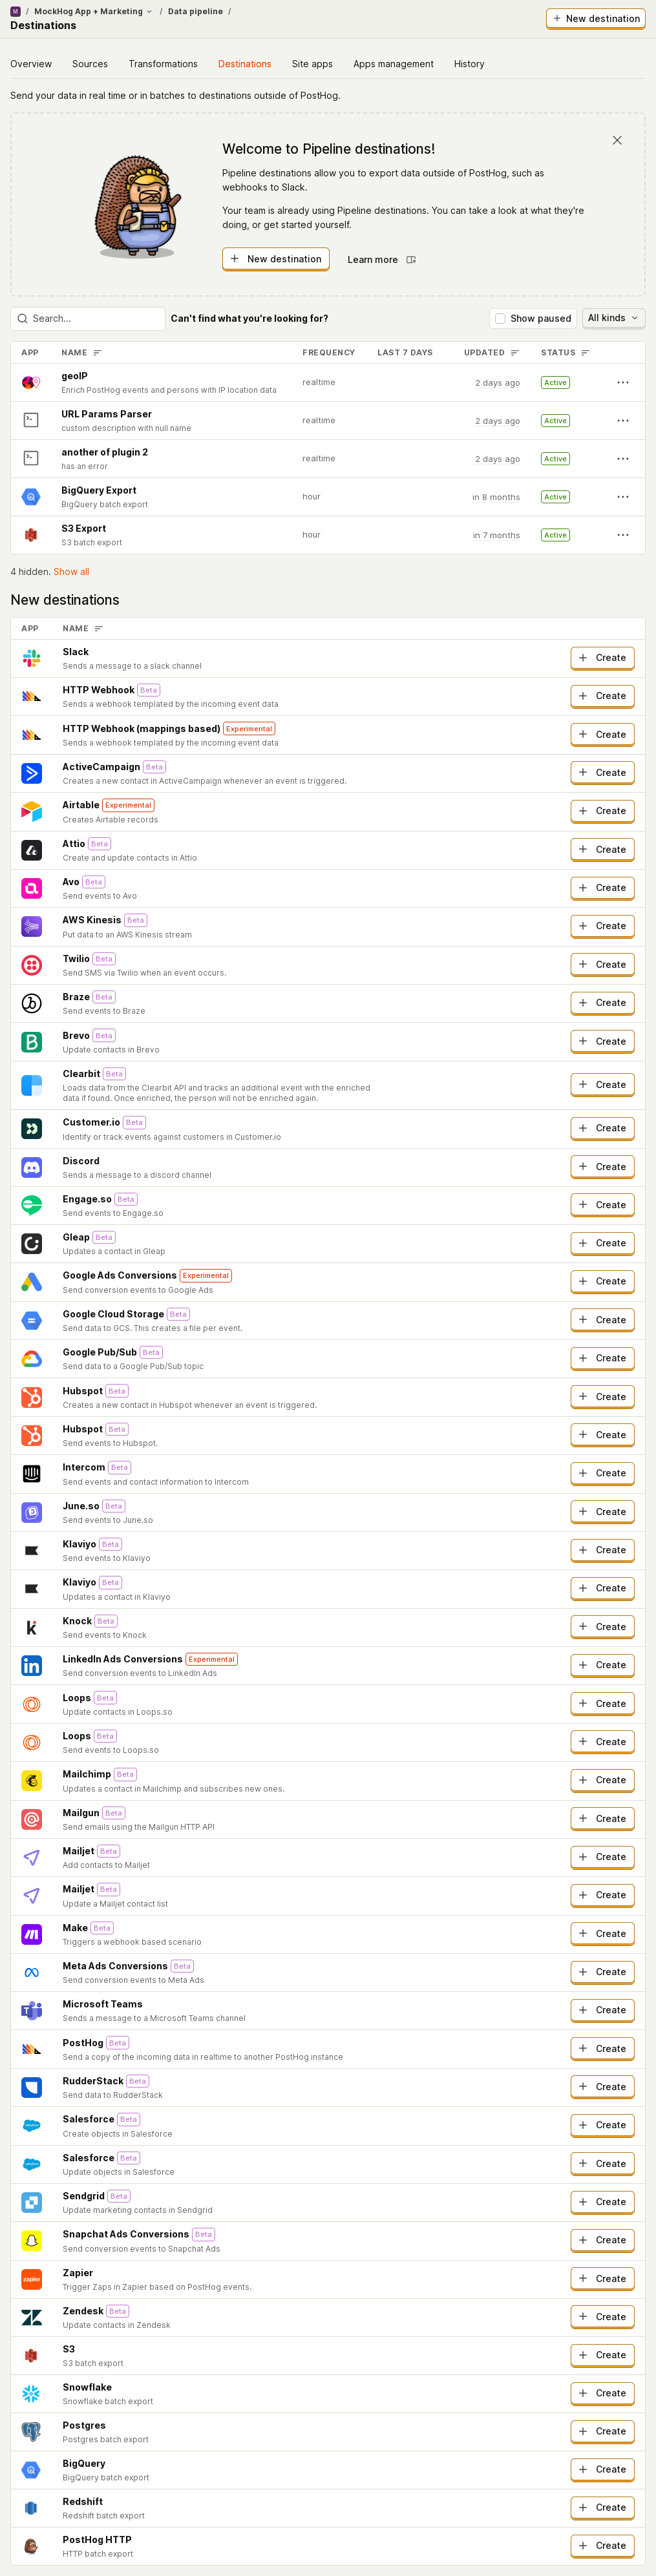 M / MockHog App + Marketing / Data pipeline /
Destinations
New destination
Overview Sources Transformations Destinations Site apps Apps management History
Send your data in real time or in batches to destinations outside of PostHog.
Welcome to Pipeline destinations!
Pipeline destinations allow you to export data outside of PostHog, such as
webhooks to Slack.
Your team is already using Pipeline destinations. You can take a look at what they're
doing, or get started yourself.
New destination Learn more
Search... Can't find what you're looking for? Show paused All kinds
APP NAME FREQUENCY LAST 7 DAYS UPDATED STATUS
geoIP
Enrich PostHog events and persons with IP location data
realtime 2 days ago Active
URL Params Parser
custom description with null name
realtime 2 days ago Active
another of plugin 2
has an error
realtime 2 days ago Active
BigQuery Export
BigQuery batch export
hour in 8 months Active
S3 Export
S3 batch export
hour in 7 months Active
4 hidden. Show all
New destinations
APP NAME
Slack
Sends a message to a slack channel
Create
HTTP Webhook Beta
Sends a webhook templated by the incoming event data
Create
HTTP Webhook (mappings based) Experimental
Sends a webhook templated by the incoming event data
Create
ActiveCampaign Beta
Creates a new contact in ActiveCampaign whenever an event is triggered.
Create
Airtable Experimental
Creates Airtable records
Create
Attio Beta
Create and update contacts in Attio
Create
Avo Beta
Send events to Avo
Create
AWS Kinesis Beta
Put data to an AWS Kinesis stream
Create
Twilio Beta
Send SMS via Twilio when an event occurs.
Create
Braze Beta
Send events to Braze
Create
Brevo Beta
Update contacts in Brevo
Create
Clearbit Beta
Loads data from the Clearbit API and tracks an additional event with the enriched
data if found. Once enriched, the person will not be enriched again.
Create
Customer.io Beta
Identify or track events against customers in Customer.io
Create
Discord
Sends a message to a discord channel
Create
Engage.so Beta
Send events to Engage.so
Create
Gleap Beta
Updates a contact in Gleap
Create
Google Ads Conversions Experimental
Send conversion events to Google Ads
Create
Google Cloud Storage Beta
Send data to GCS. This creates a file per event.
Create
Google Pub/Sub Beta
Send data to a Google Pub/Sub topic
Create
Hubspot Beta
Creates a new contact in Hubspot whenever an event is triggered.
Create
Hubspot Beta
Send events to Hubspot.
Create
Intercom Beta
Send events and contact information to Intercom
Create
June.so Beta
Send events to June.so
Create
Klaviyo Beta
Send events to Klaviyo
Create
Klaviyo Beta
Updates a contact in Klaviyo
Create
Knock Beta
Send events to Knock
Create
LinkedIn Ads Conversions Experimental
Send conversion events to LinkedIn Ads
Create
Loops Beta
Update contacts in Loops.so
Create
Loops Beta
Send events to Loops.so
Create
Mailchimp Beta
Updates a contact in Mailchimp and subscribes new ones.
Create
Mailgun Beta
Send emails using the Mailgun HTTP API
Create
Mailjet Beta
Add contacts to Mailjet
Create
Mailjet Beta
Update a Mailjet contact list
Create
Make Beta
Triggers a webhook based scenario
Create
Meta Ads Conversions Beta
Send conversion events to Meta Ads
Create
Microsoft Teams
Sends a message to a Microsoft Teams channel
Create
PostHog Beta
Send a copy of the incoming data in realtime to another PostHog instance
Create
RudderStack Beta
Send data to RudderStack
Create
Salesforce Beta
Create objects in Salesforce
Create
Salesforce Beta
Update objects in Salesforce
Create
Sendgrid Beta
Update marketing contacts in Sendgrid
Create
Snapchat Ads Conversions Beta
Send conversion events to Snapchat Ads
Create
zapier
Zapier
Trigger Zaps in Zapier based on PostHog events.
Create
Zendesk Beta
Update contacts in Zendesk
Create
S3
S3 batch export
Create
Snowflake
Snowflake batch export
Create
Postgres
Postgres batch export
Create
BigQuery
BigQuery batch export
Create
Redshift
Redshift batch export
Create
PostHog HTTP
HTTP batch export
Create